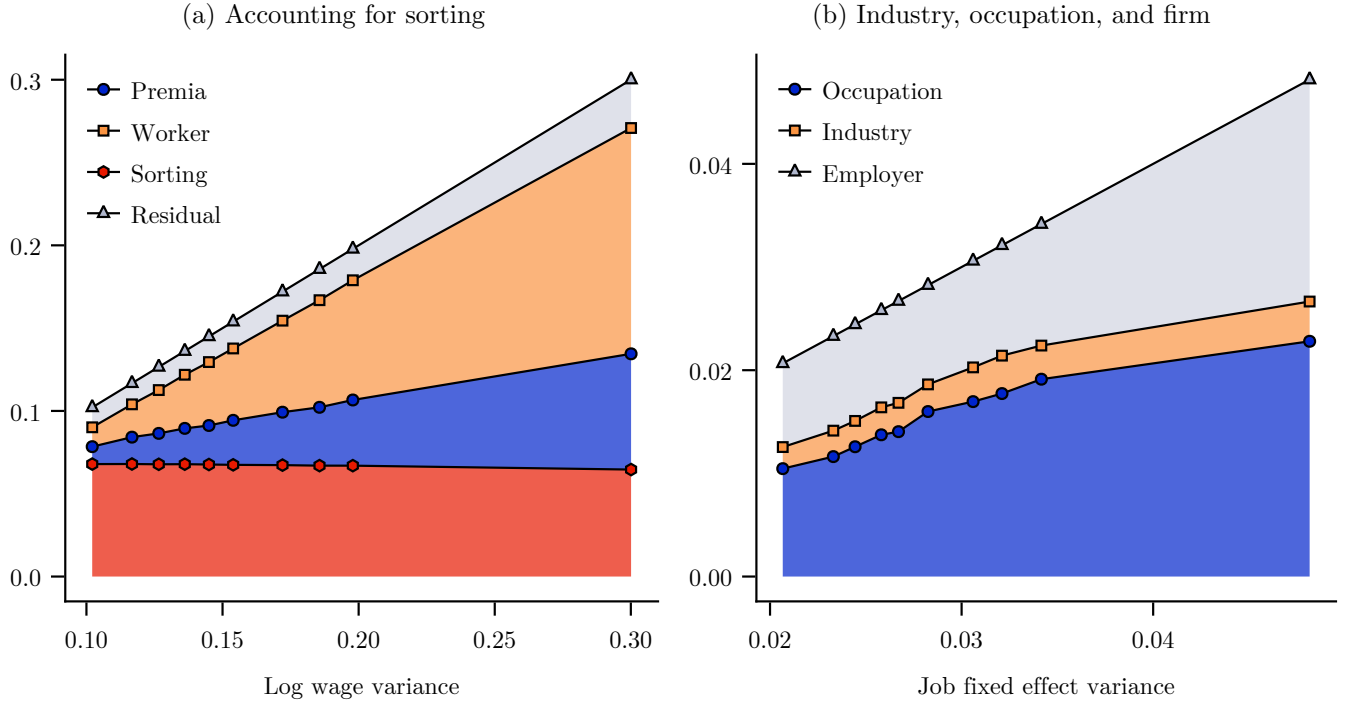 (a) Accounting for sorting
0.3
0.2
0.1
0.0
Premia
Worker
Sorting
Residual
0.10 0.15 0.20 0.25 0.30
Log wage variance
(b) Industry, occupation, and firm
0.04
0.02
0.00
Occupation
Industry
Employer
0.02 0.03 0.04
Job fixed effect variance